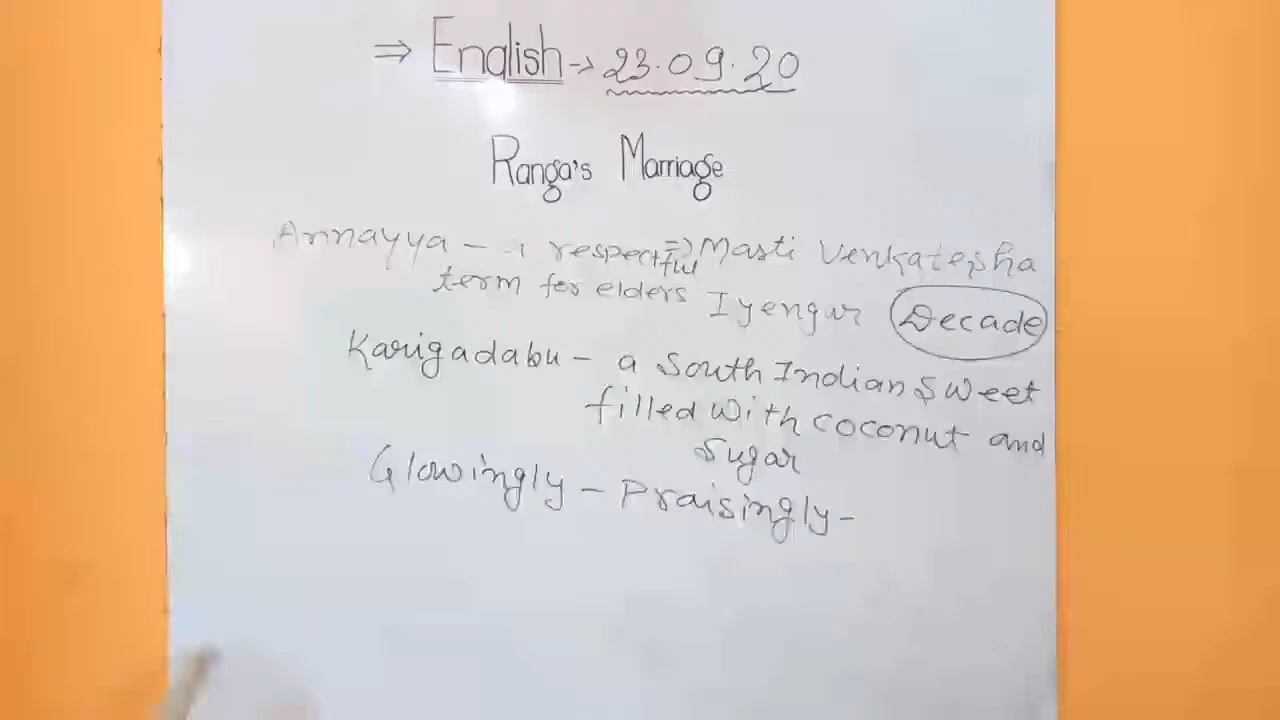 ⇒ English → 23.09.20
Ranga's Marriage
Annayya - a respectful ⇒ Masti Venkatesha
term for elders Iyengar Decade
Karigadabu - a South Indian Sweet
filled with coconut and
Sugar
Glowingly - Praisingly -